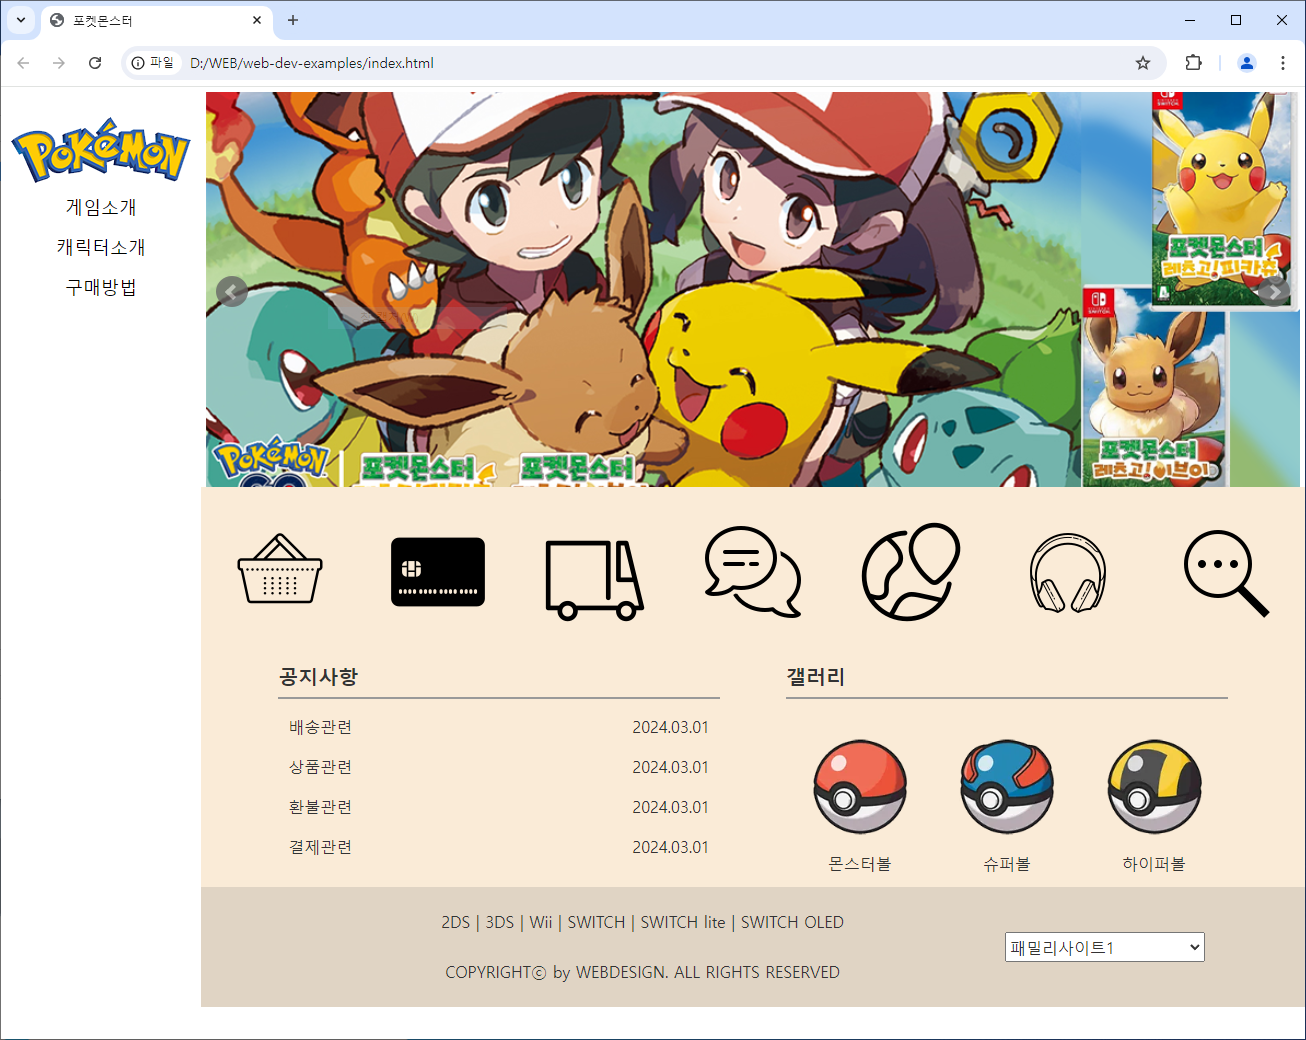 포켓몬스터
파일
D:/WEB/web-dev-examples/index.html
POKéMON
게임소개
캐릭터소개
구매방법
포켓몬스터
레츠고!피카츄
포켓몬스터
레츠고!이브이
POKéMON
GO
포켓몬스터
포켓몬스터
공지사항
배송관련 2024.03.01
상품관련 2024.03.01
환불관련 2024.03.01
결제관련 2024.03.01
갤러리
몬스터볼 슈퍼볼 하이퍼볼
2DS | 3DS | Wii | SWITCH | SWITCH lite | SWITCH OLED
COPYRIGHTⓒ by WEBDESIGN. ALL RIGHTS RESERVED
패밀리사이트1